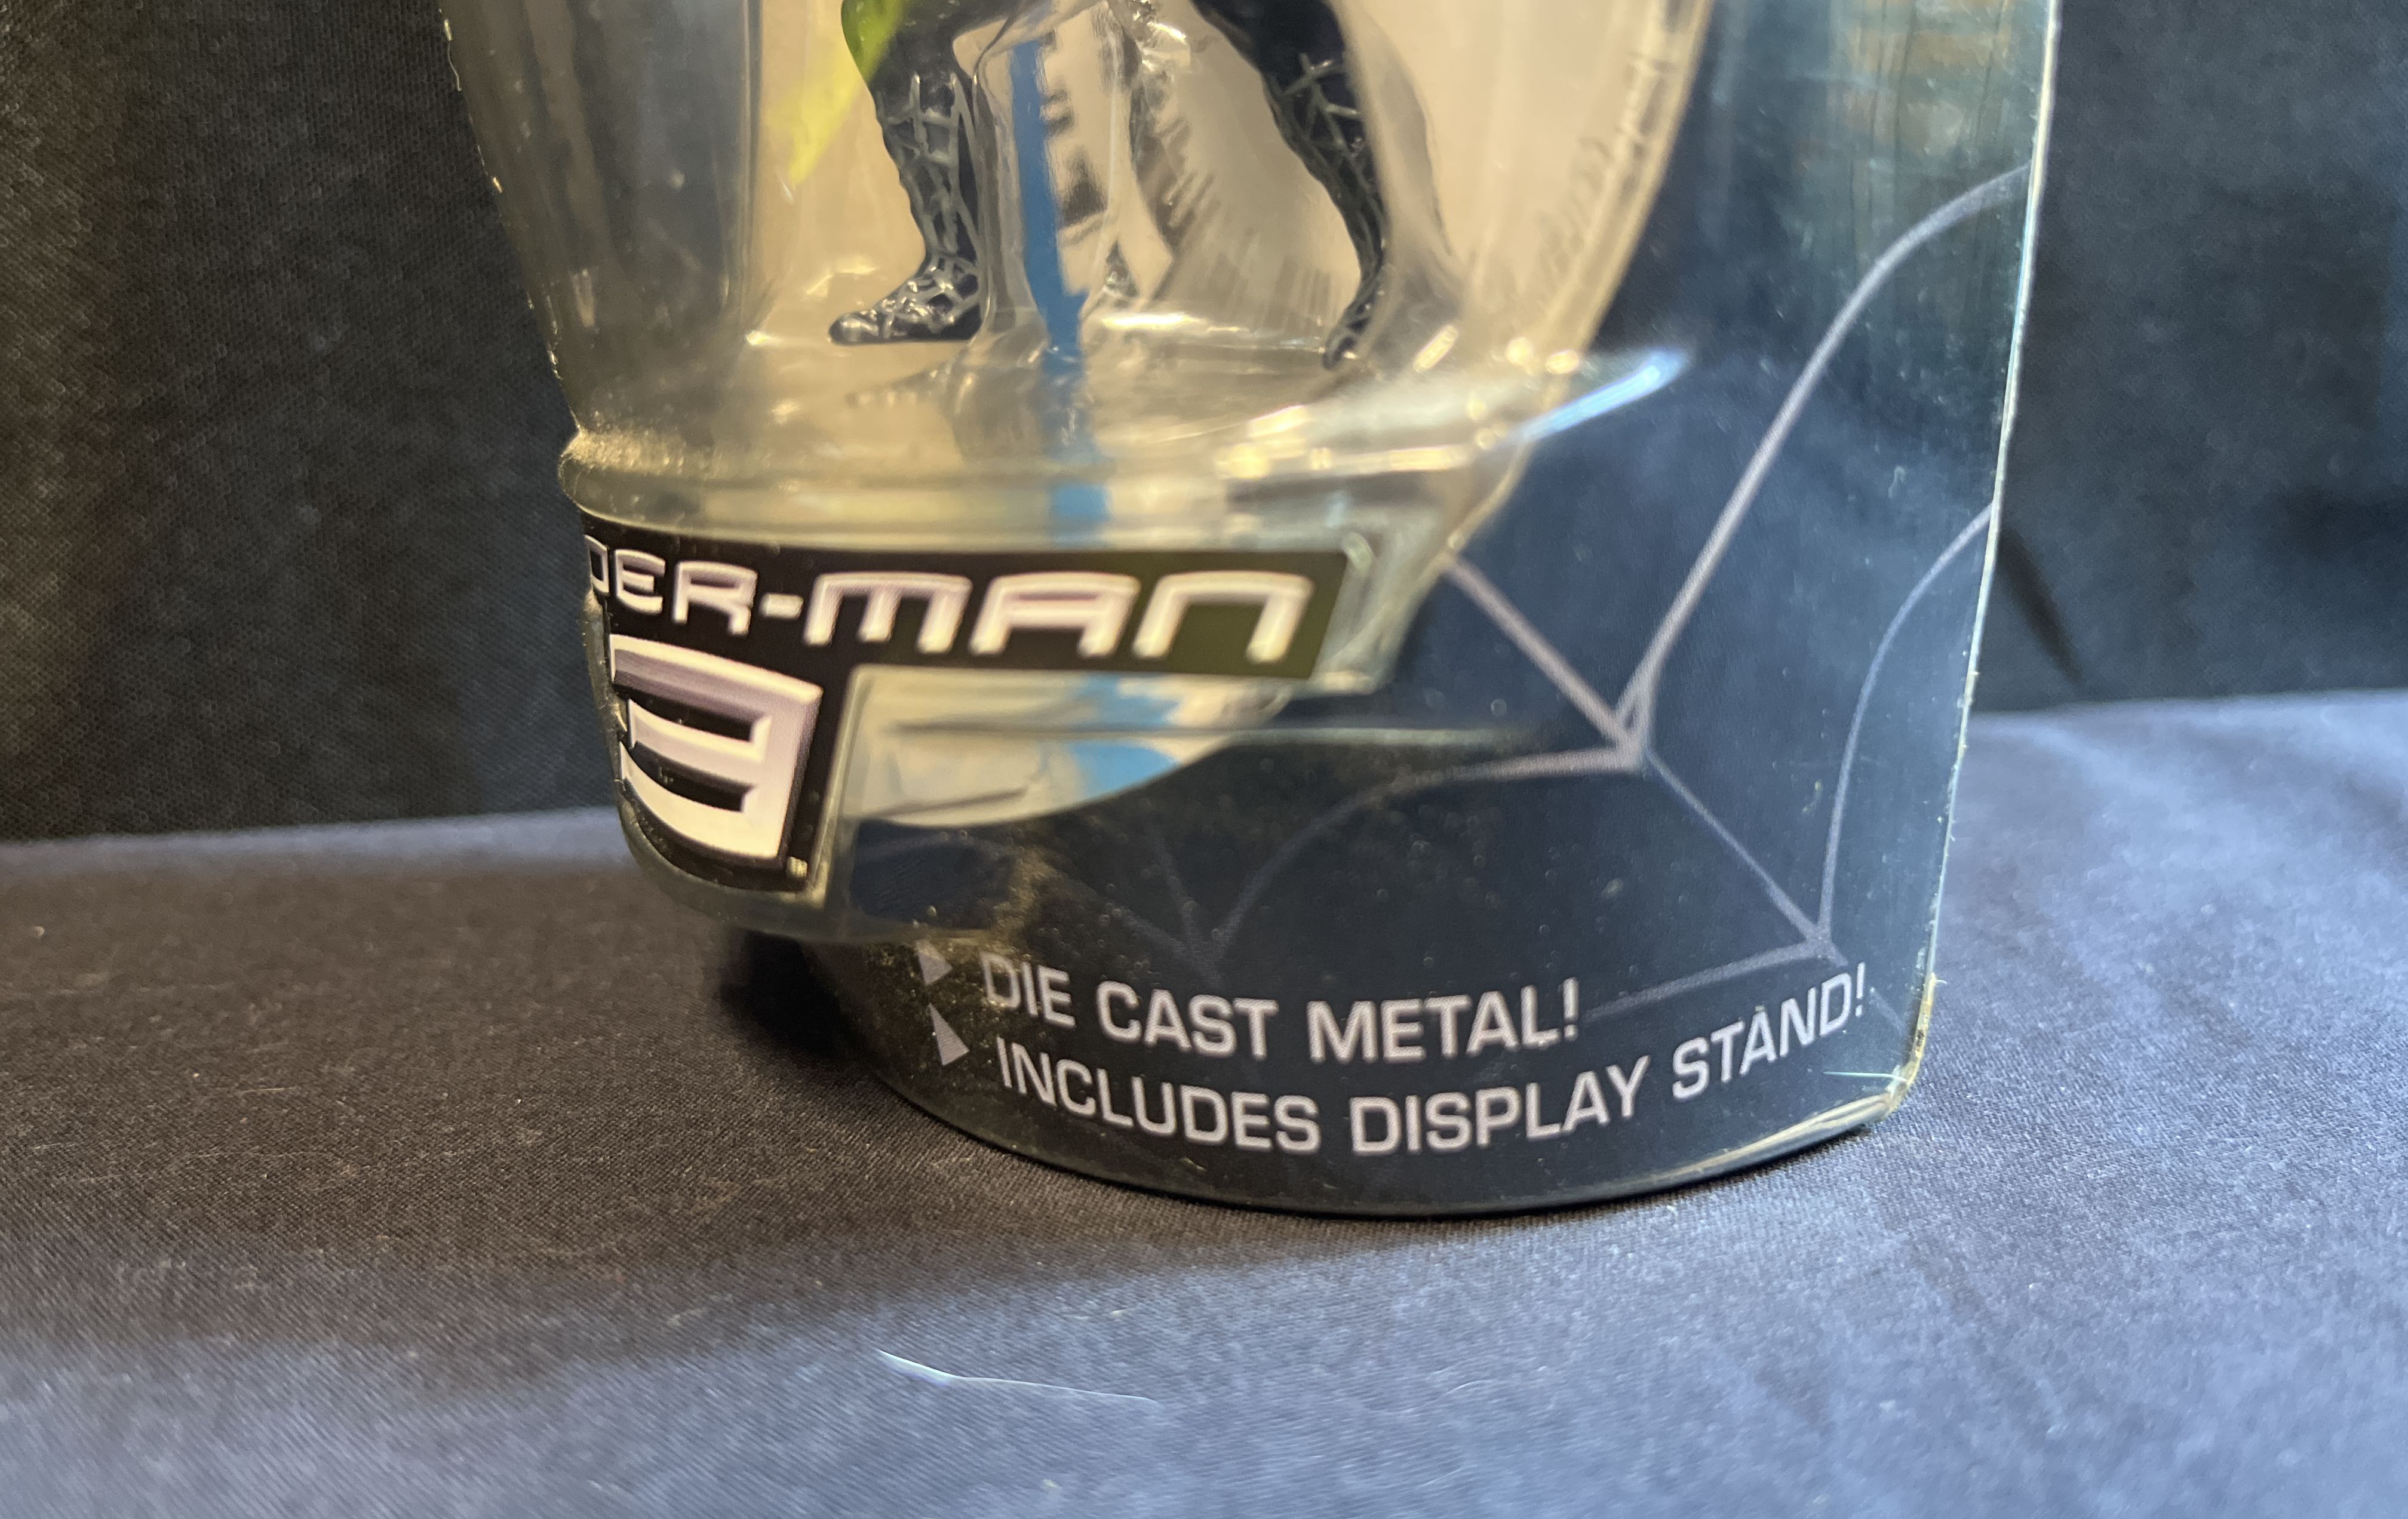 DER-MAN
3
DIE CAST METAL!
INCLUDES DISPLAY STAND!